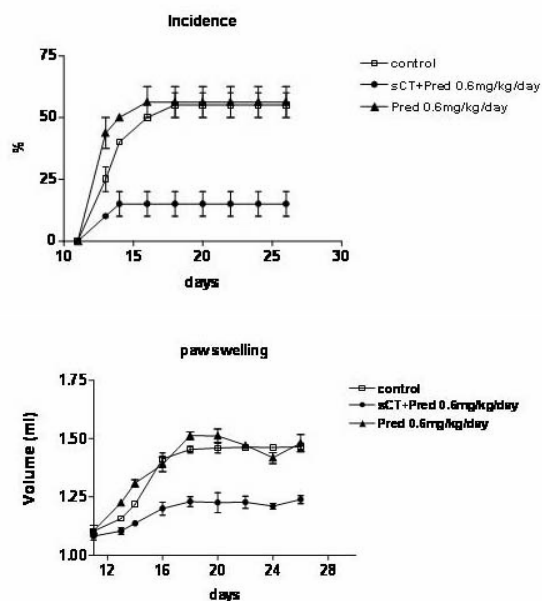 Incidence
75
50
25
0
%
10 15 20 25 30
days
control
sCT+Pred 0.6mg/kg/day
Pred 0.6mg/kg/day
paw swelling
1.75
1.50
1.25
1.00
Volume (ml)
12 16 20 24 28
days
control
sCT+Pred 0.6mg/kg/day
Pred 0.6mg/kg/day